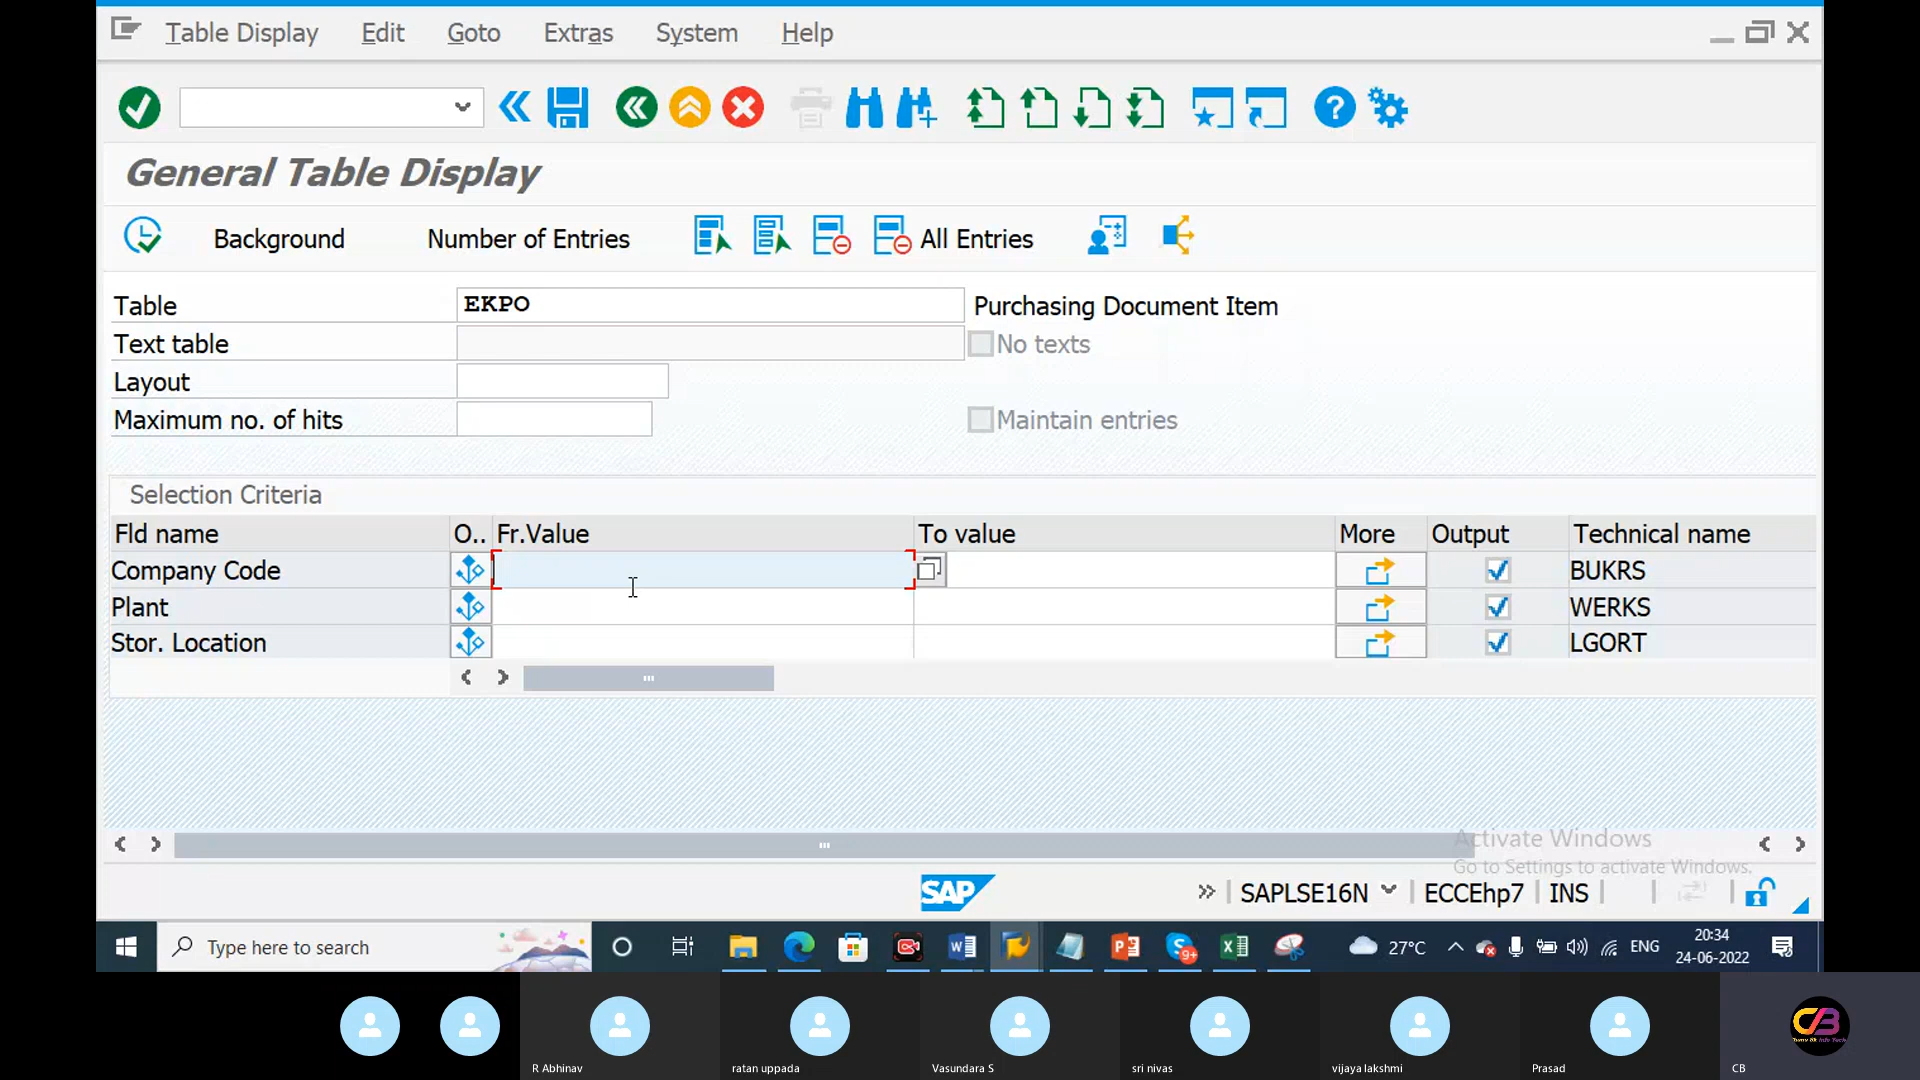 Table Display Edit Goto Extras System Help
General Table Display
Background Number of Entries All Entries
Table EKPO Purchasing Document Item
Text table No texts
Layout
Maximum no. of hits Maintain entries
Selection Criteria
Fld name O.. Fr.Value To value More Output Technical name
Company Code BUKRS
Plant WERKS
Stor. Location LGORT
Activate Windows
Go to Settings to activate Windows.
SAP SAPLSE16N ECCEhp7 INS
Type here to search 9+ 27°C ENG 20:34
24-06-2022
CB
R Abhinav ratan uppada Vasundara S sri nivas vijaya lakshmi Prasad CB